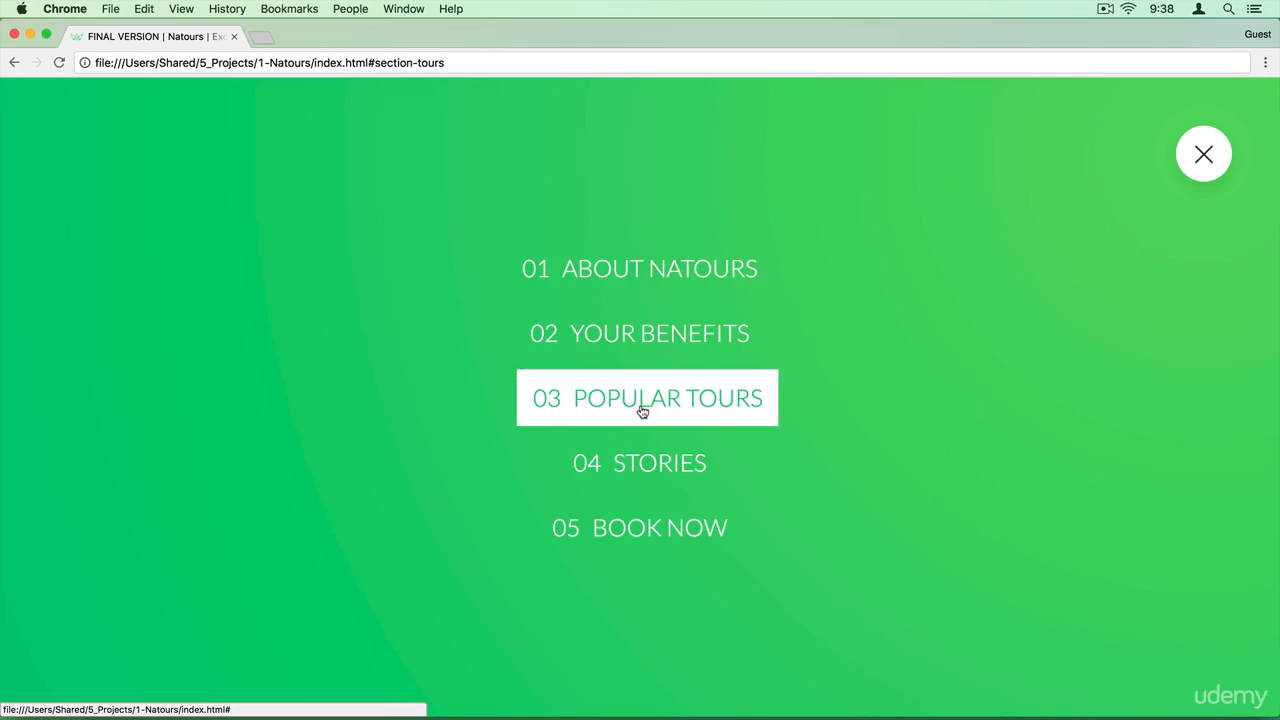 Chrome File Edit View History Bookmarks People Window Help 9:38
FINAL VERSION | Natours | Exc
Guest
file:///Users/Shared/5_Projects/1-Natours/index.html#section-tours
01 ABOUT NATOURS
02 YOUR BENEFITS
03 POPULAR TOURS
04 STORIES
05 BOOK NOW
udemy
file:///Users/Shared/5_Projects/1-Natours/index.html#